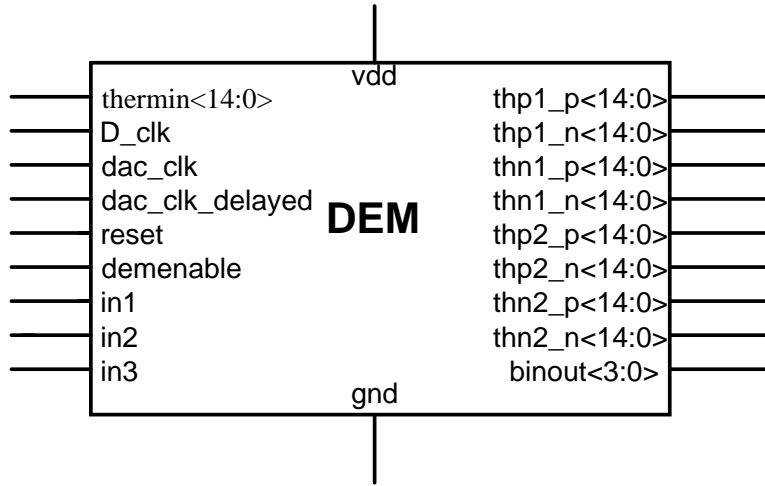 vdd
thermin<14:0>
D_clk
dac_clk
dac_clk_delayed
reset
demenable
in1
in2
in3
DEM
thp1_p<14:0>
thp1_n<14:0>
thn1_p<14:0>
thn1_n<14:0>
thp2_p<14:0>
thp2_n<14:0>
thn2_p<14:0>
thn2_n<14:0>
binout<3:0>
gnd